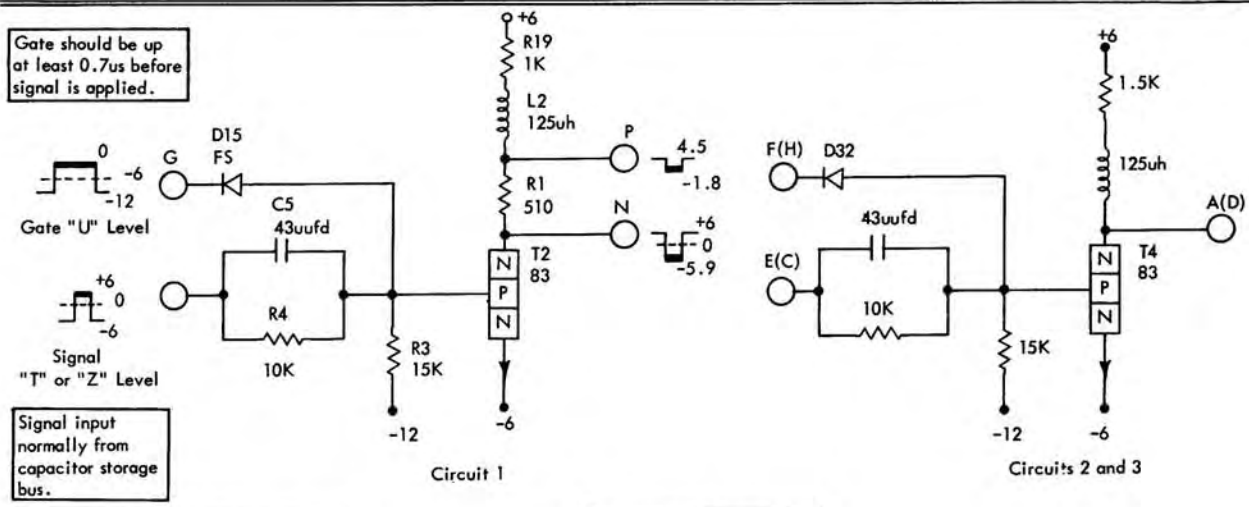 Gate should be up
at least 0.7us before
signal is applied.
G
D15
FS
0
-6
-12
Gate "U" Level
C5
43uufd
R4
10K
+6
0
-6
Signal
"T" or "Z" Level
Signal input
normally from
capacitor storage
bus.
R3
15K
-12
+6
R19
1K
L2
125uh
P
4.5
-1.8
R1
510
N
+6
0
-5.9
N
P
N
T2
83
-6
Circuit 1
F(H)
D32
43uufd
E(C)
10K
15K
-12
+6
1.5K
125uh
A(D)
N
P
N
T4
83
-6
Circuits 2 and 3